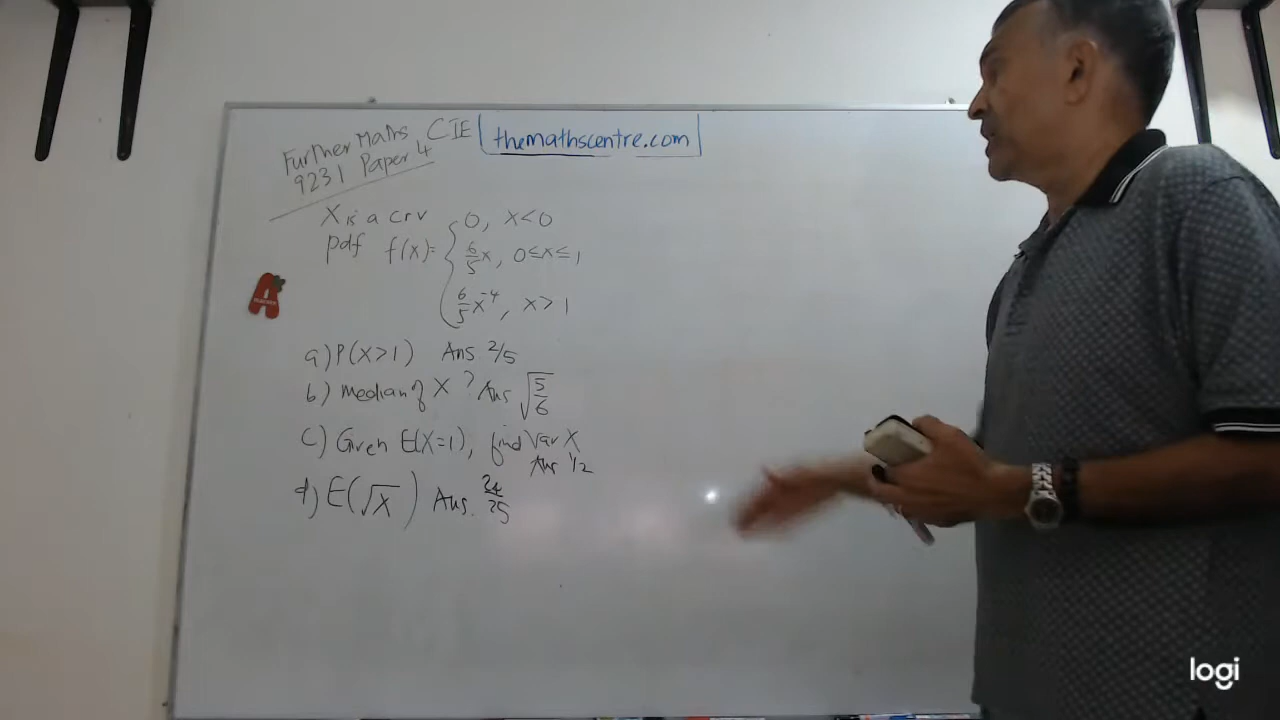 Further Maths CIE
themathscentre.com
9231 Paper 4
X is a crv
pdf f(x)= { 0, x<0
6/5 x, 0≤x≤1
6/5 x⁻⁴, x>1
a) P(X>1) Ans 2/5
b) Median of X ? Ans √5/6
c) Given E(X=1), find Var X
Ans 1/2
d) E(√X) Ans. 24/25
logi